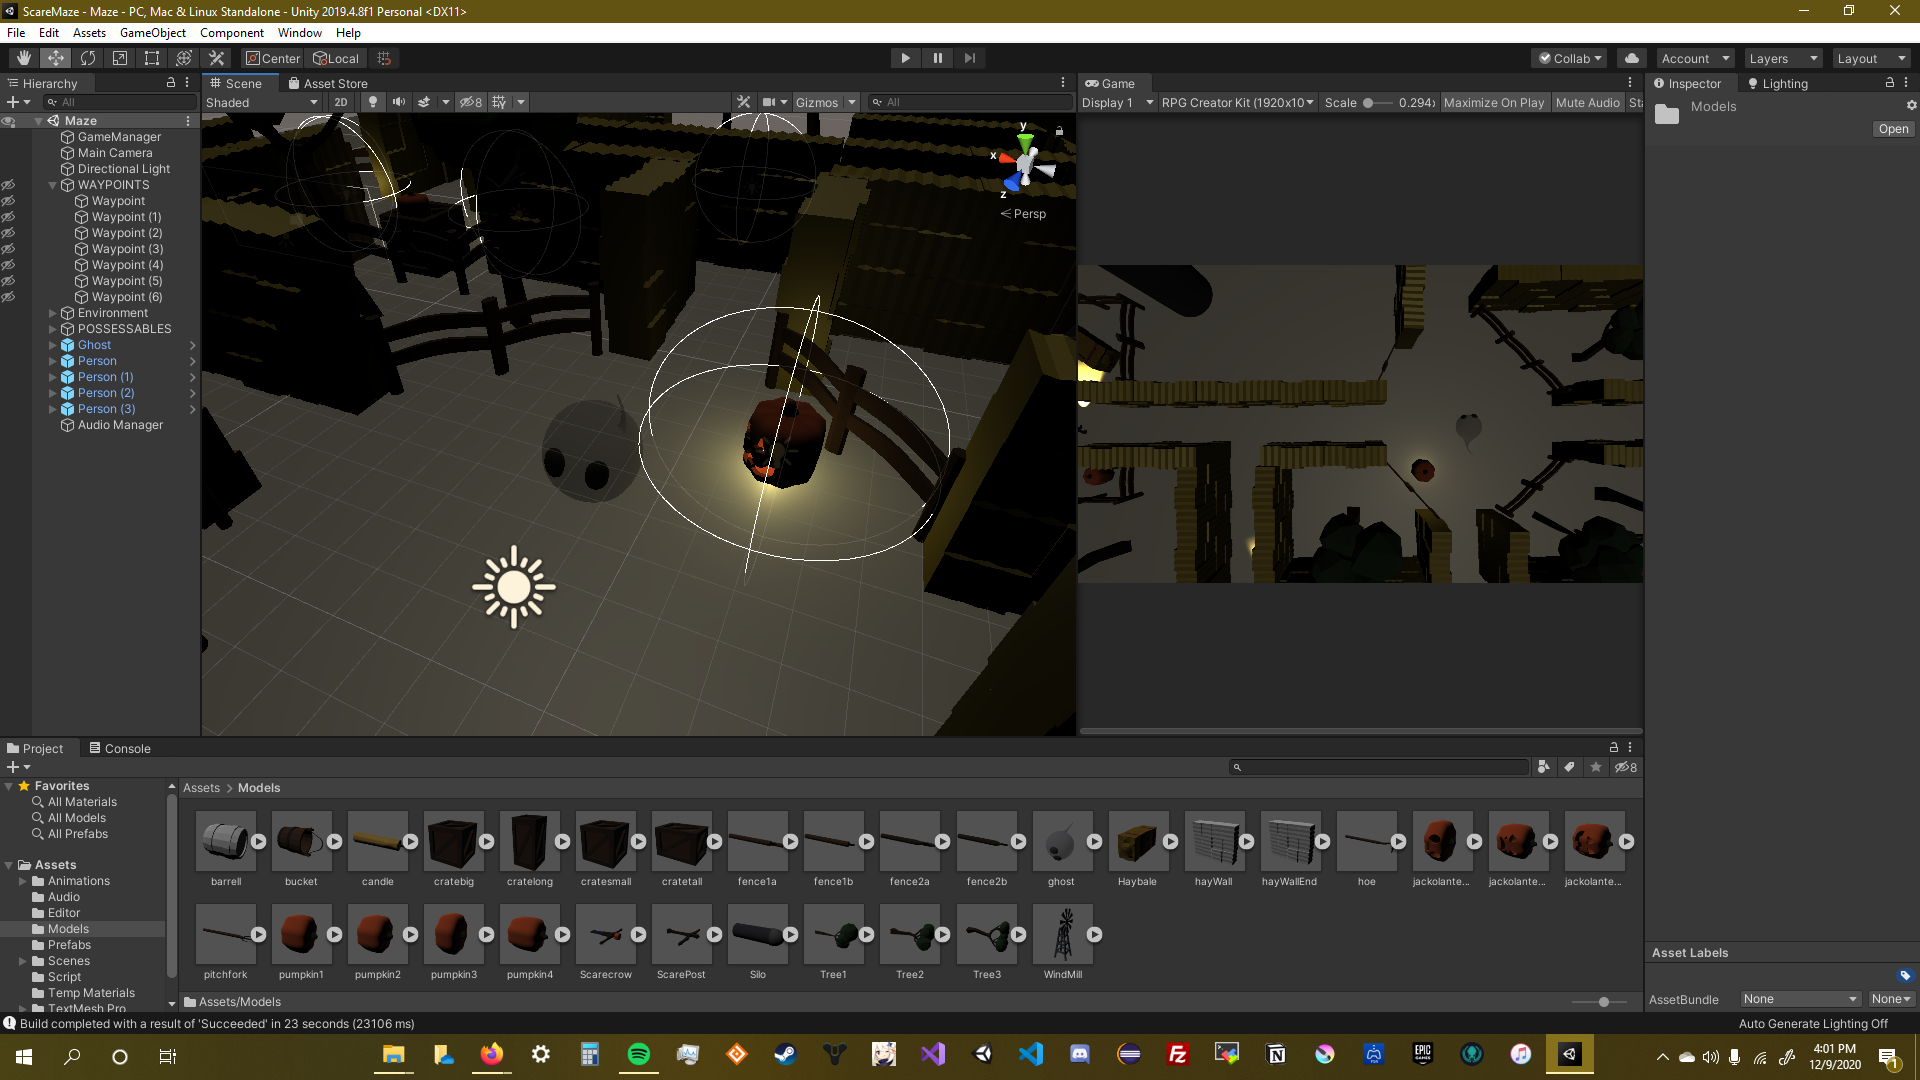 ScareMaze - Maze - PC, Mac & Linux Standalone - Unity 2019.4.8f1 Personal <DX11>
File Edit Assets GameObject Component Window Help
Center Local Collab Account Layers Layout
Hierarchy Scene Asset Store Game Inspector Lighting
All Shaded 2D 8 Gizmos All Display 1 RPG Creator Kit (1920x10 Scale 0.294 Maximize On Play Mute Audio Sta
Models
Open
Maze
GameManager
Main Camera
Directional Light
WAYPOINTS
Waypoint
Waypoint (1)
Waypoint (2)
Waypoint (3)
Waypoint (4)
Waypoint (5)
Waypoint (6)
Environment
POSSESSABLES
Ghost
Person
Person (1)
Person (2)
Person (3)
Audio Manager
y
x
z
Persp
Project Console
8
Favorites
All Materials
All Models
All Prefabs
Assets
Animations
Audio
Editor
Models
Prefabs
Scenes
Script
Temp Materials
TextMesh Pro
Assets > Models
barrell bucket candle cratebig cratelong cratesmall cratetall fence1a fence1b fence2a fence2b ghost Haybale hayWall hayWallEnd hoe jackolante... jackolante... jackolante...
pitchfork pumpkin1 pumpkin2 pumpkin3 pumpkin4 Scarecrow ScarePost Silo Tree1 Tree2 Tree3 WindMill
Assets/Models
Asset Labels
AssetBundle None None
Build completed with a result of 'Succeeded' in 23 seconds (23106 ms)
Auto Generate Lighting Off
EPIC GAMES
4:01 PM
12/9/2020
1